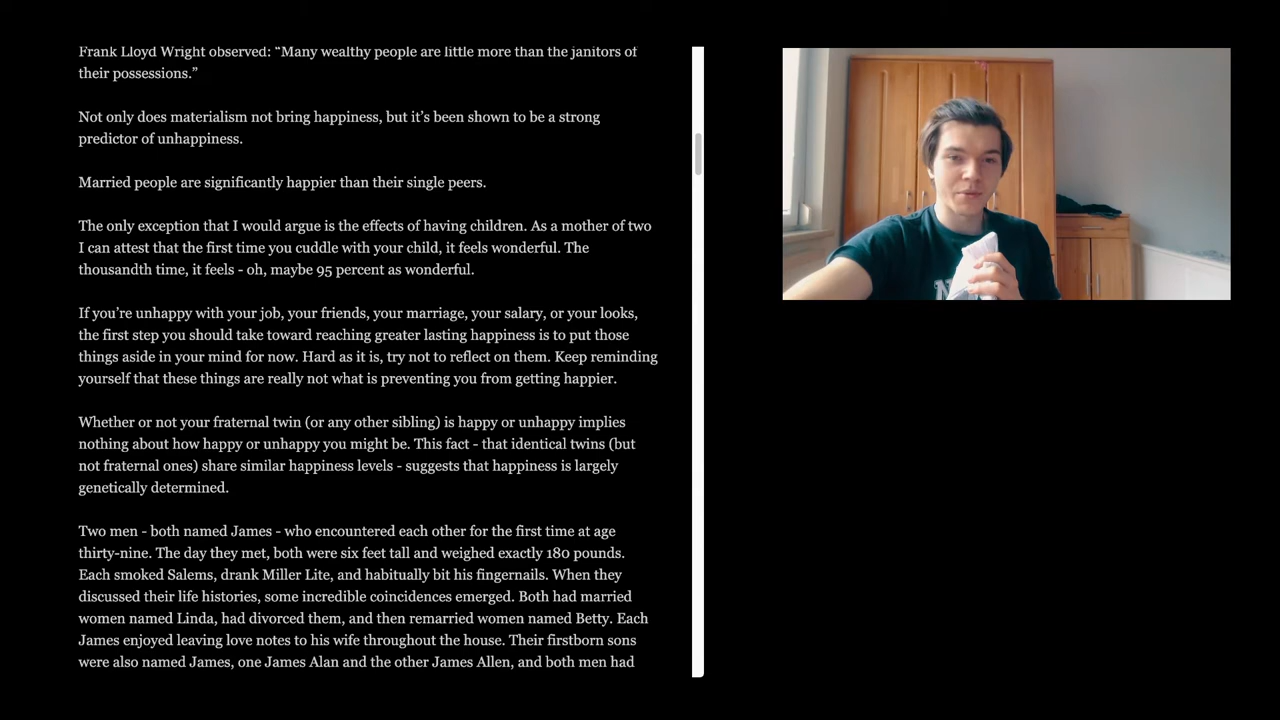 Frank Lloyd Wright observed: “Many wealthy people are little more than the janitors of
their possessions.”
Not only does materialism not bring happiness, but it’s been shown to be a strong
predictor of unhappiness.
Married people are significantly happier than their single peers.
The only exception that I would argue is the effects of having children. As a mother of two
I can attest that the first time you cuddle with your child, it feels wonderful. The
thousandth time, it feels - oh, maybe 95 percent as wonderful.
If you’re unhappy with your job, your friends, your marriage, your salary, or your looks,
the first step you should take toward reaching greater lasting happiness is to put those
things aside in your mind for now. Hard as it is, try not to reflect on them. Keep reminding
yourself that these things are really not what is preventing you from getting happier.
Whether or not your fraternal twin (or any other sibling) is happy or unhappy implies
nothing about how happy or unhappy you might be. This fact - that identical twins (but
not fraternal ones) share similar happiness levels - suggests that happiness is largely
genetically determined.
Two men - both named James - who encountered each other for the first time at age
thirty-nine. The day they met, both were six feet tall and weighed exactly 180 pounds.
Each smoked Salems, drank Miller Lite, and habitually bit his fingernails. When they
discussed their life histories, some incredible coincidences emerged. Both had married
women named Linda, had divorced them, and then remarried women named Betty. Each
James enjoyed leaving love notes to his wife throughout the house. Their firstborn sons
were also named James, one James Alan and the other James Allen, and both men had